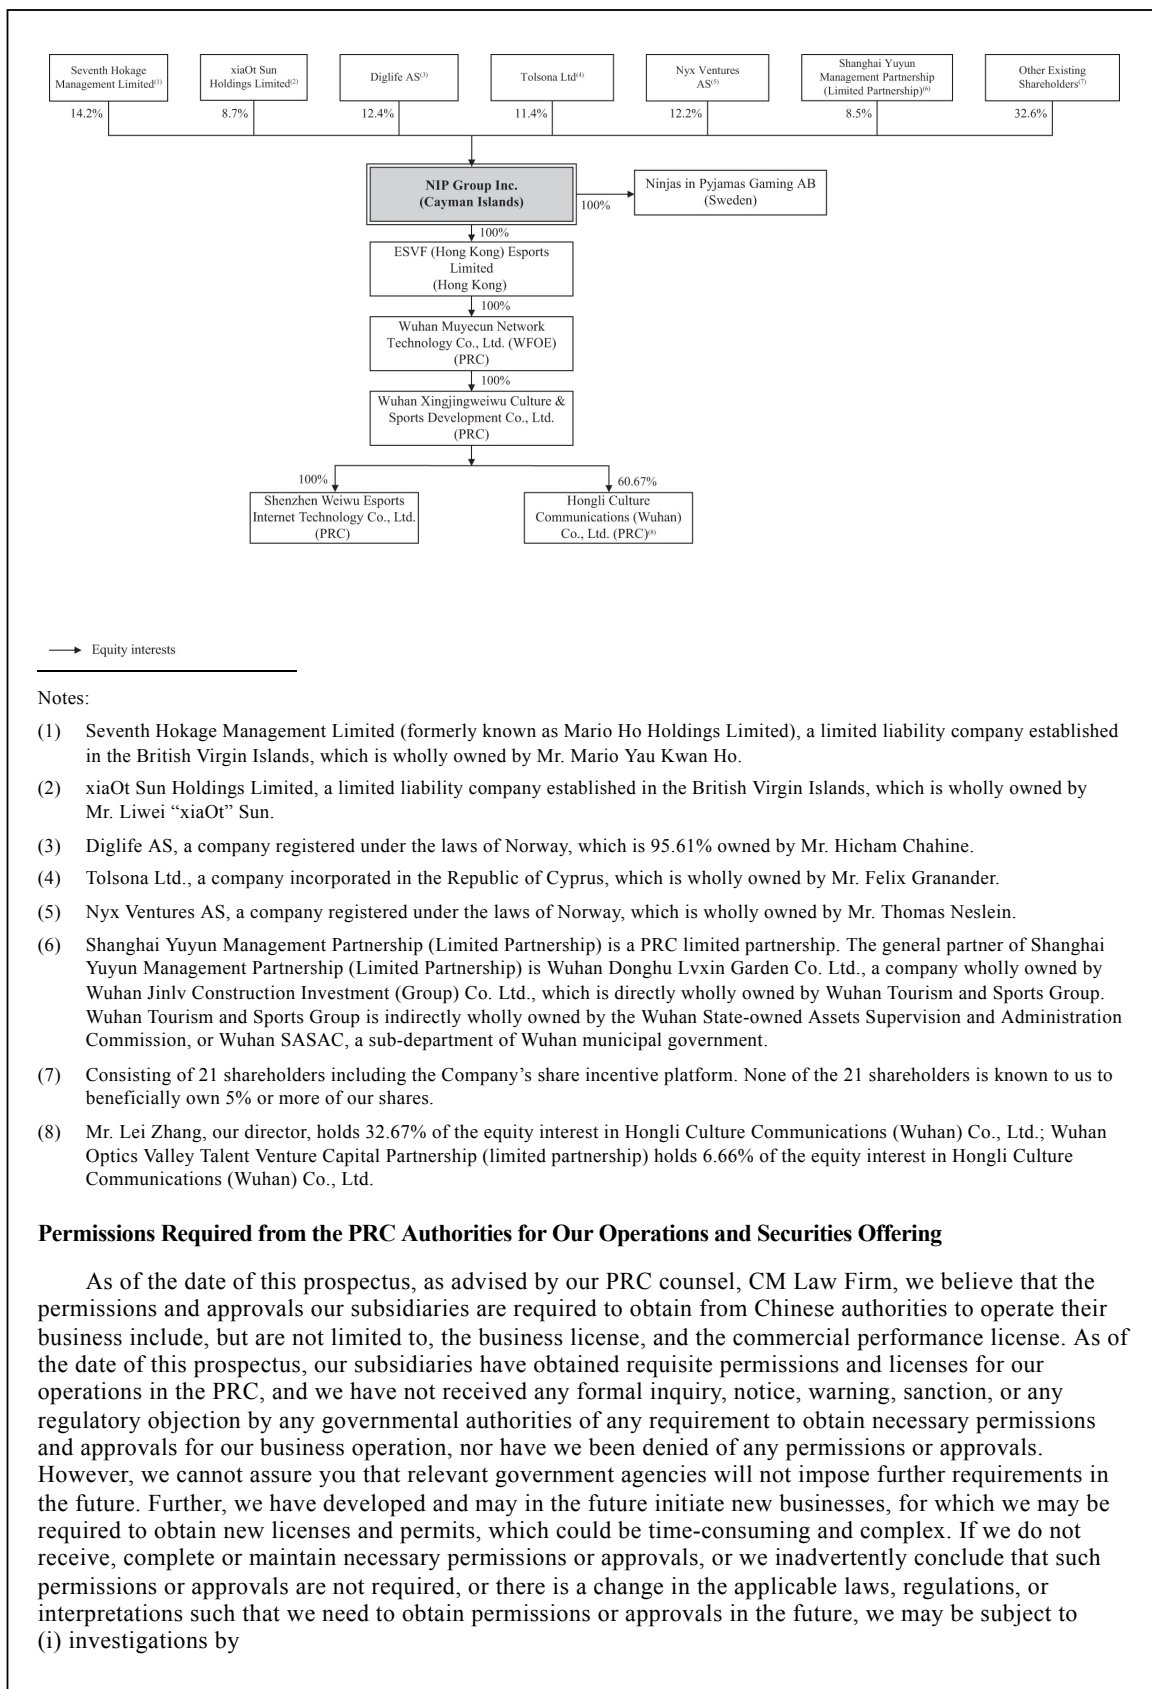 Seventh Hokage
Management Limited(1)
xiaOt Sun
Holdings Limited(2)
Diglife AS(3)
Tolsona Ltd(4)
Nyx Ventures
AS(5)
Shanghai Yuyun
Management Partnership
(Limited Partnership)(6)
Other Existing
Shareholders(7)
14.2%
8.7%
12.4%
11.4%
12.2%
8.5%
32.6%
NIP Group Inc.
(Cayman Islands)
100%
Ninjas in Pyjamas Gaming AB
(Sweden)
100%
ESVF (Hong Kong) Esports
Limited
(Hong Kong)
100%
Wuhan Muyecun Network
Technology Co., Ltd. (WFOE)
(PRC)
100%
Wuhan Xingjingweiwu Culture &
Sports Development Co., Ltd.
(PRC)
100%
60.67%
Shenzhen Weiwu Esports
Internet Technology Co., Ltd.
(PRC)
Hongli Culture
Communications (Wuhan)
Co., Ltd. (PRC)(8)
Equity interests
Notes:
(1) Seventh Hokage Management Limited (formerly known as Mario Ho Holdings Limited), a limited liability company established
in the British Virgin Islands, which is wholly owned by Mr. Mario Yau Kwan Ho.
(2) xiaOt Sun Holdings Limited, a limited liability company established in the British Virgin Islands, which is wholly owned by
Mr. Liwei “xiaOt” Sun.
(3) Diglife AS, a company registered under the laws of Norway, which is 95.61% owned by Mr. Hicham Chahine.
(4) Tolsona Ltd., a company incorporated in the Republic of Cyprus, which is wholly owned by Mr. Felix Granander.
(5) Nyx Ventures AS, a company registered under the laws of Norway, which is wholly owned by Mr. Thomas Neslein.
(6) Shanghai Yuyun Management Partnership (Limited Partnership) is a PRC limited partnership. The general partner of Shanghai
Yuyun Management Partnership (Limited Partnership) is Wuhan Donghu Lvxin Garden Co. Ltd., a company wholly owned by
Wuhan Jinlv Construction Investment (Group) Co. Ltd., which is directly wholly owned by Wuhan Tourism and Sports Group.
Wuhan Tourism and Sports Group is indirectly wholly owned by the Wuhan State-owned Assets Supervision and Administration
Commission, or Wuhan SASAC, a sub-department of Wuhan municipal government.
(7) Consisting of 21 shareholders including the Company’s share incentive platform. None of the 21 shareholders is known to us to
beneficially own 5% or more of our shares.
(8) Mr. Lei Zhang, our director, holds 32.67% of the equity interest in Hongli Culture Communications (Wuhan) Co., Ltd.; Wuhan
Optics Valley Talent Venture Capital Partnership (limited partnership) holds 6.66% of the equity interest in Hongli Culture
Communications (Wuhan) Co., Ltd.
Permissions Required from the PRC Authorities for Our Operations and Securities Offering
As of the date of this prospectus, as advised by our PRC counsel, CM Law Firm, we believe that the
permissions and approvals our subsidiaries are required to obtain from Chinese authorities to operate their
business include, but are not limited to, the business license, and the commercial performance license. As of
the date of this prospectus, our subsidiaries have obtained requisite permissions and licenses for our
operations in the PRC, and we have not received any formal inquiry, notice, warning, sanction, or any
regulatory objection by any governmental authorities of any requirement to obtain necessary permissions
and approvals for our business operation, nor have we been denied of any permissions or approvals.
However, we cannot assure you that relevant government agencies will not impose further requirements in
the future. Further, we have developed and may in the future initiate new businesses, for which we may be
required to obtain new licenses and permits, which could be time-consuming and complex. If we do not
receive, complete or maintain necessary permissions or approvals, or we inadvertently conclude that such
permissions or approvals are not required, or there is a change in the applicable laws, regulations, or
interpretations such that we need to obtain permissions or approvals in the future, we may be subject to
(i) investigations by